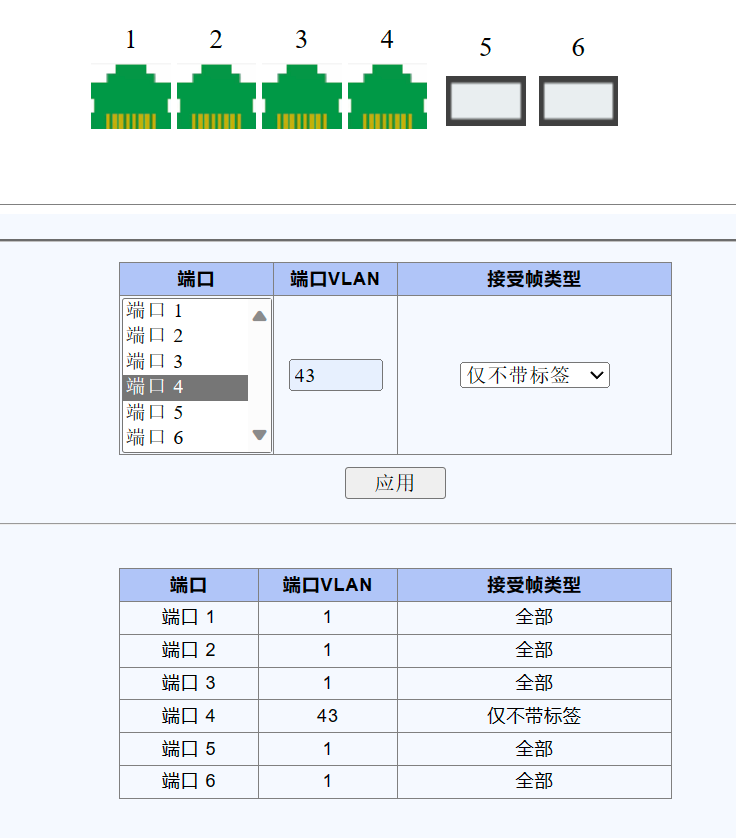 1 2 3 4 5 6
端口 端口VLAN 接受帧类型
端口 1
端口 2
端口 3
端口 4
端口 5
端口 6
43
仅不带标签
应用
端口 端口VLAN 接受帧类型
端口 1 1 全部
端口 2 1 全部
端口 3 1 全部
端口 4 43 仅不带标签
端口 5 1 全部
端口 6 1 全部